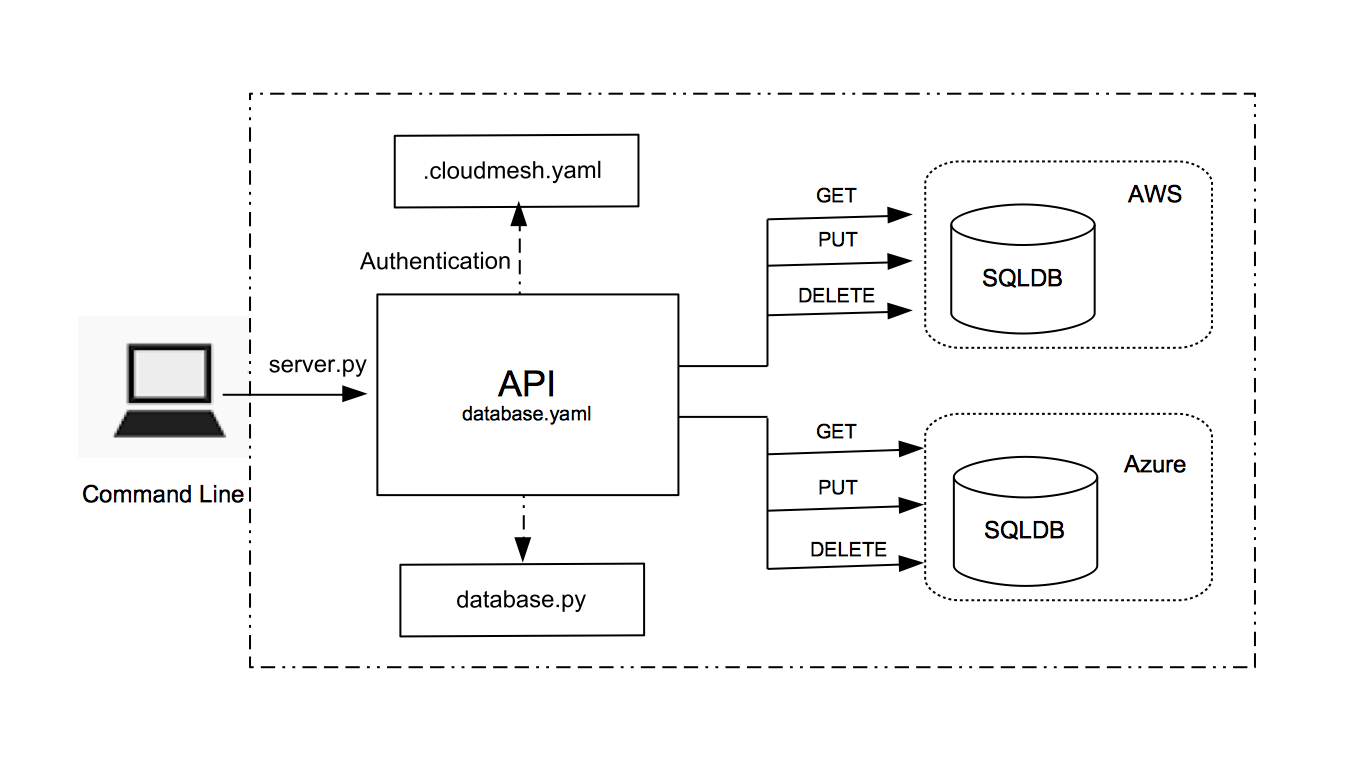 .cloudmesh.yaml
Authentication
server.py
Command Line
API
database.yaml
database.py
GET
PUT
DELETE
AWS
SQLDB
GET
PUT
DELETE
Azure
SQLDB